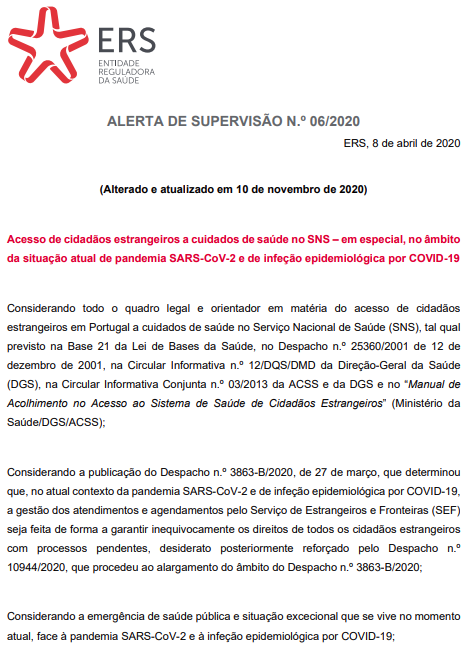 ERS
ENTIDADE
REGULADORA
DA SAÚDE
ALERTA DE SUPERVISÃO N.º 06/2020
ERS, 8 de abril de 2020
(Alterado e atualizado em 10 de novembro de 2020)
Acesso de cidadãos estrangeiros a cuidados de saúde no SNS – em especial, no âmbito
da situação atual de pandemia SARS-CoV-2 e de infeção epidemiológica por COVID-19
Considerando todo o quadro legal e orientador em matéria do acesso de cidadãos
estrangeiros em Portugal a cuidados de saúde no Serviço Nacional de Saúde (SNS), tal qual
previsto na Base 21 da Lei de Bases da Saúde, no Despacho n.º 25360/2001 de 12 de
dezembro de 2001, na Circular Informativa n.º 12/DQS/DMD da Direção-Geral da Saúde
(DGS), na Circular Informativa Conjunta n.º 03/2013 da ACSS e da DGS e no “Manual de
Acolhimento no Acesso ao Sistema de Saúde de Cidadãos Estrangeiros” (Ministério da
Saúde/DGS/ACSS);
Considerando a publicação do Despacho n.º 3863-B/2020, de 27 de março, que determinou
que, no atual contexto da pandemia SARS-CoV-2 e de infeção epidemiológica por COVID-19,
a gestão dos atendimentos e agendamentos pelo Serviço de Estrangeiros e Fronteiras (SEF)
seja feita de forma a garantir inequivocamente os direitos de todos os cidadãos estrangeiros
com processos pendentes, desiderato posteriormente reforçado pelo Despacho n.º
10944/2020, que procedeu ao alargamento do âmbito do Despacho n.º 3863-B/2020;
Considerando a emergência de saúde pública e situação excecional que se vive no momento
atual, face à pandemia SARS-CoV-2 e à infeção epidemiológica por COVID-19;